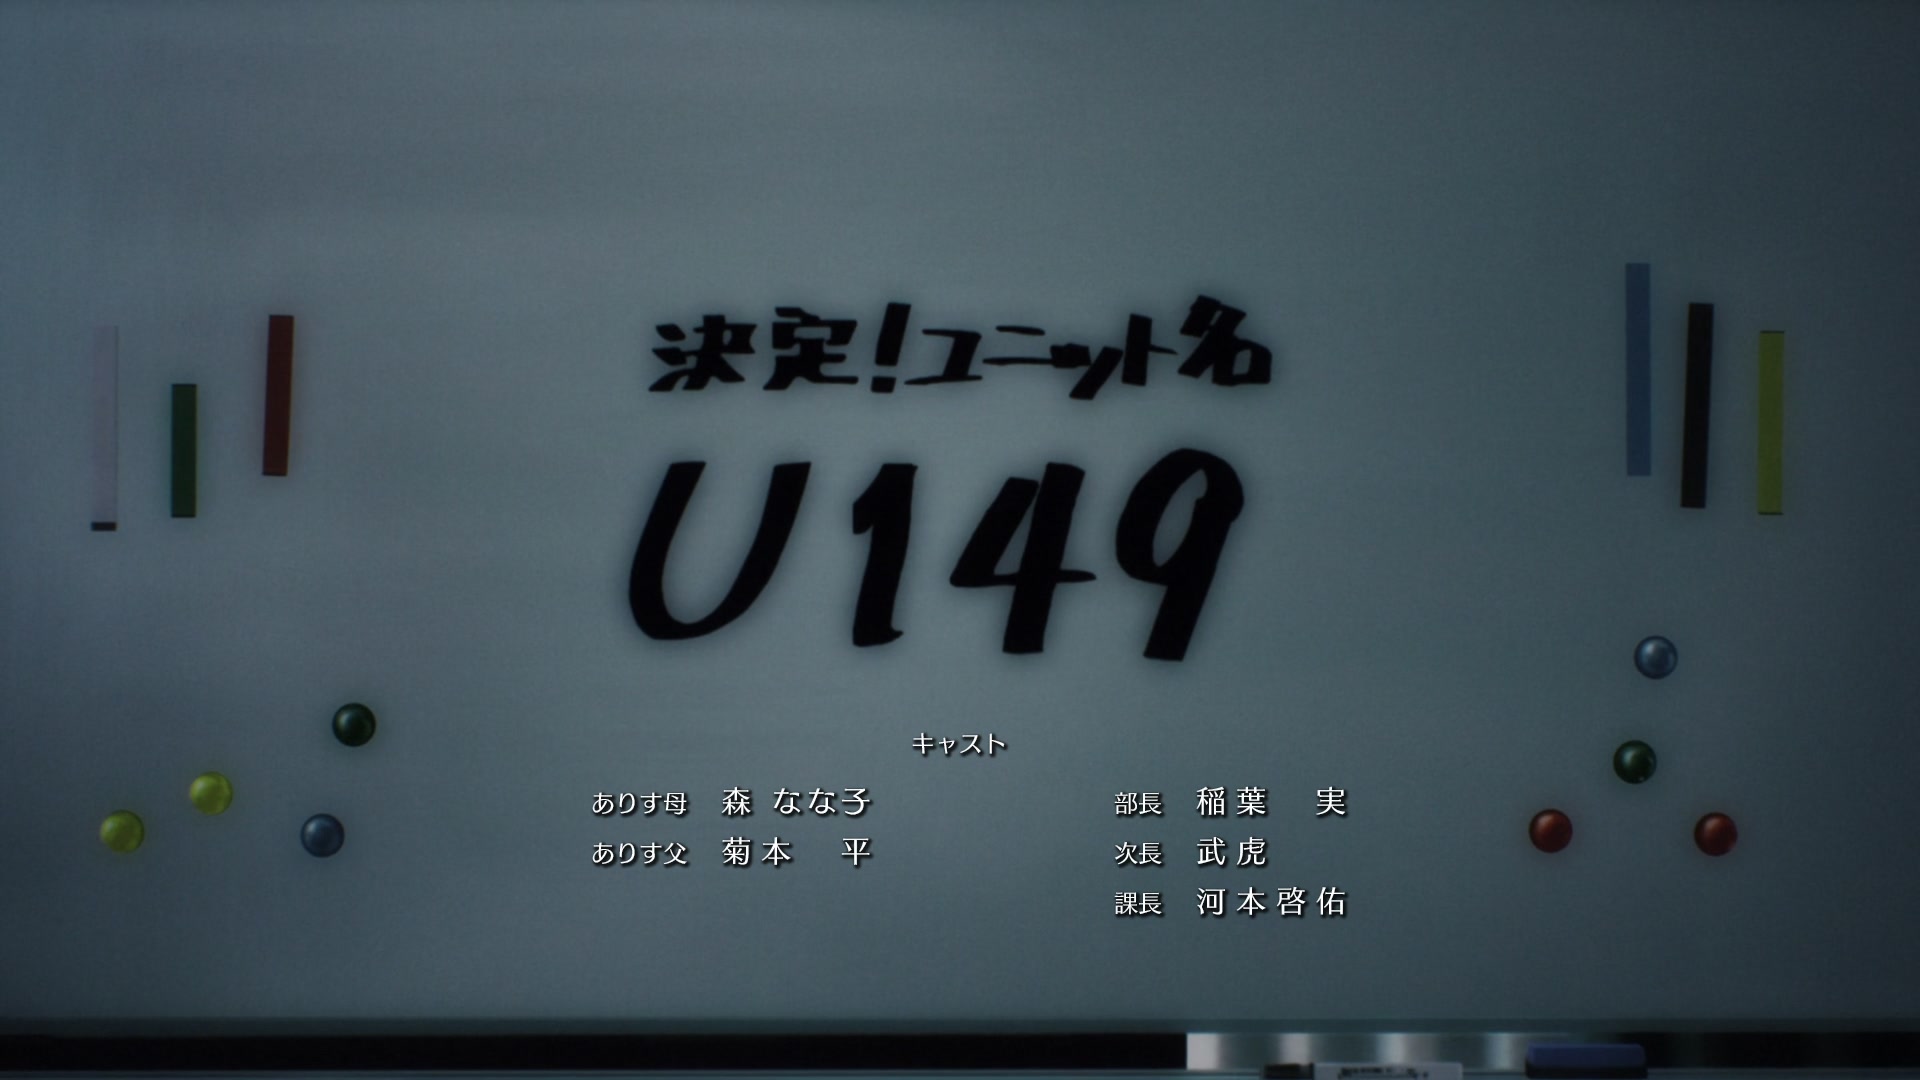 決定!ユニット名
U149
キャスト
ありす母 森 なな子
ありす父 菊本 平
部長 稲葉 実
次長 武虎
課長 河本啓佑